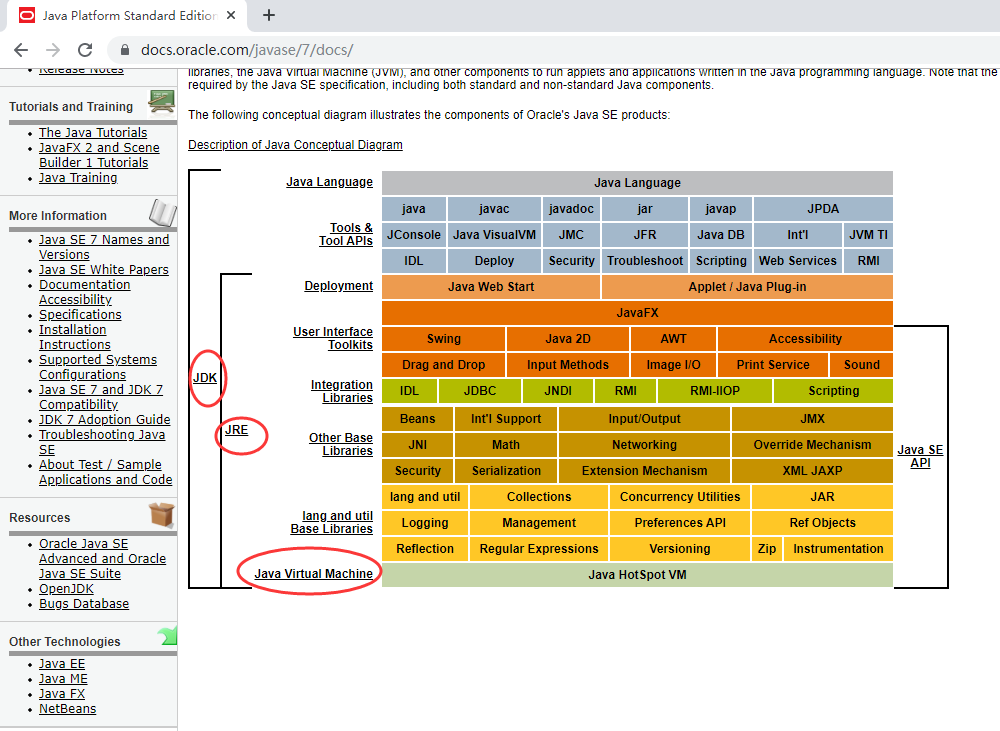 Java Platform Standard Edition
docs.oracle.com/javase/7/docs/
Release Notes
Tutorials and Training
The Java Tutorials
JavaFX 2 and Scene
Builder 1 Tutorials
Java Training
More Information
Java SE 7 Names and
Versions
Java SE White Papers
Documentation
Accessibility
Specifications
Installation
Instructions
Supported Systems
Configurations
Java SE 7 and JDK 7
Compatibility
JDK 7 Adoption Guide
Troubleshooting Java
SE
About Test / Sample
Applications and Code
Resources
Oracle Java SE
Advanced and Oracle
Java SE Suite
OpenJDK
Bugs Database
Other Technologies
Java EE
Java ME
Java FX
NetBeans
libraries, the Java Virtual Machine (JVM), and other components to run applets and applications written in the Java programming language. Note that the
required by the Java SE specification, including both standard and non-standard Java components.
The following conceptual diagram illustrates the components of Oracle's Java SE products:
Description of Java Conceptual Diagram
Java Language Java Language
java javac javadoc jar javap JPDA
Tools &
Tool APIs
JConsole Java VisualVM JMC JFR Java DB Int'l JVM TI
IDL Deploy Security Troubleshoot Scripting Web Services RMI
Deployment Java Web Start Applet / Java Plug-in
JavaFX
User Interface
Toolkits
Swing Java 2D AWT Accessibility
Drag and Drop Input Methods Image I/O Print Service Sound
JDK
Integration
Libraries
IDL JDBC JNDI RMI RMI-IIOP Scripting
Beans Int'l Support Input/Output JMX
JRE
Other Base
Libraries
JNI Math Networking Override Mechanism
Java SE
API
Security Serialization Extension Mechanism XML JAXP
lang and util Collections Concurrency Utilities JAR
lang and util
Base Libraries
Logging Management Preferences API Ref Objects
Reflection Regular Expressions Versioning Zip Instrumentation
Java Virtual Machine Java HotSpot VM